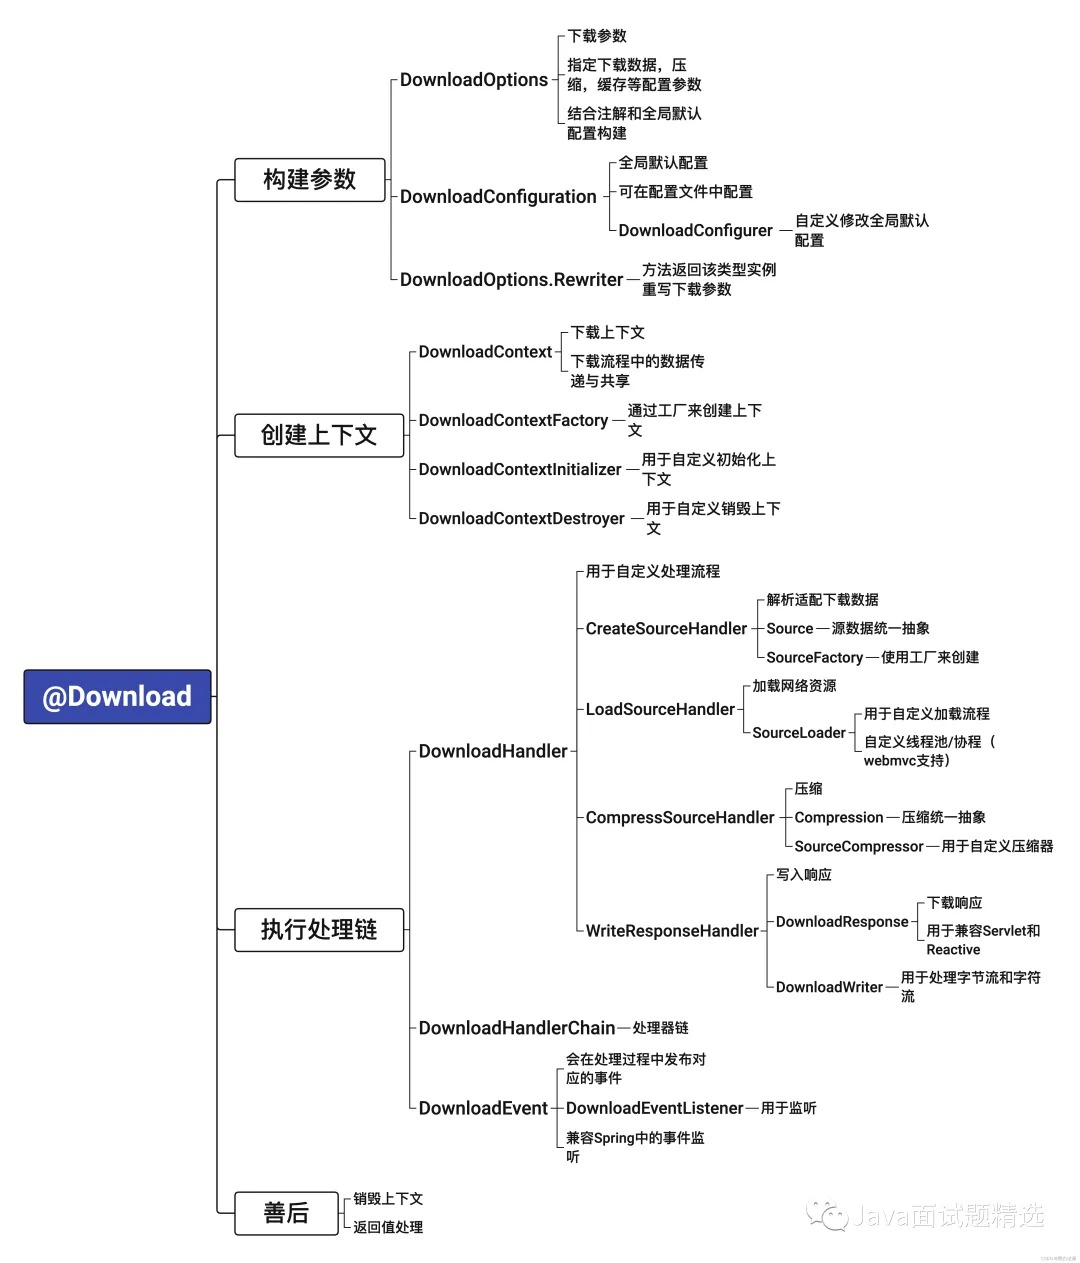 下载参数
指定下载数据，压
缩，缓存等配置参数
DownloadOptions
结合注解和全局默认
配置构建
构建参数
全局默认配置
可在配置文件中配置
DownloadConfiguration
DownloadConfigurer
自定义修改全局默认
配置
DownloadOptions.Rewriter
方法返回该类型实例
重写下载参数
下载上下文
DownloadContext
下载流程中的数据传
递与共享
创建上下文
DownloadContextFactory
通过工厂来创建上下
文
DownloadContextInitializer
用于自定义初始化上
下文
DownloadContextDestroyer
用于自定义销毁上下
文
@Download
用于自定义处理流程
解析适配下载数据
CreateSourceHandler
Source
源数据统一抽象
SourceFactory
使用工厂来创建
加载网络资源
LoadSourceHandler
SourceLoader
用于自定义加载流程
自定义线程池/协程（
webmvc支持）
DownloadHandler
压缩
CompressSourceHandler
Compression
压缩统一抽象
SourceCompressor
用于自定义压缩器
写入响应
WriteResponseHandler
DownloadResponse
下载响应
用于兼容Servlet和
Reactive
DownloadWriter
用于处理字节流和字符
流
执行处理链
DownloadHandlerChain
处理器链
会在处理过程中发布对
应的事件
DownloadEvent
DownloadEventListener
用于监听
兼容Spring中的事件监
听
善后
销毁上下文
返回值处理
Java面试题精选